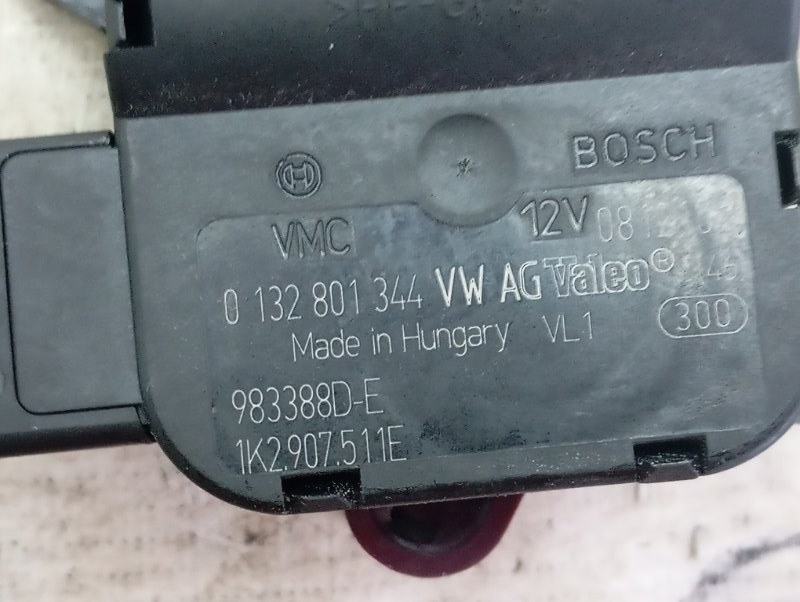 BOSCH
VMC 12V
0 132 801 344 VW AG Valeo®
Made in Hungary VL1 300
983388D-E
1K2.907.511E